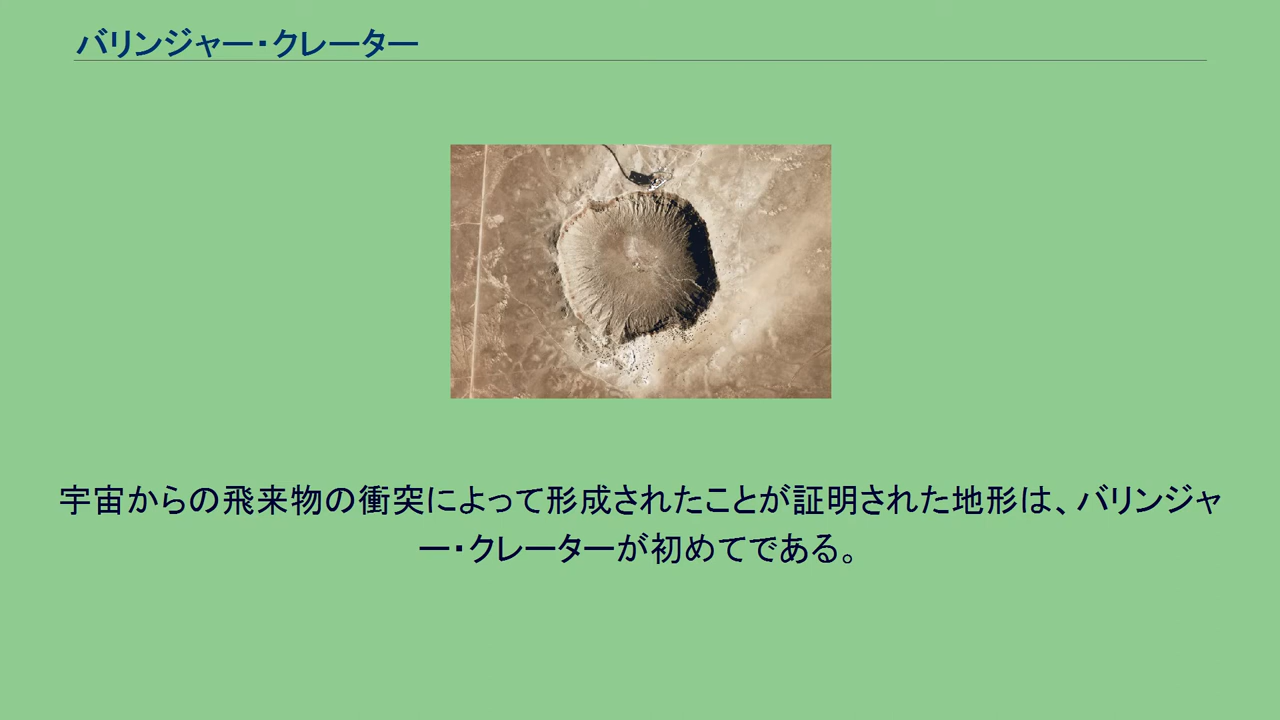 バリンジャー・クレーター
宇宙からの飛来物の衝突によって形成されたことが証明された地形は、バリンジャ
ー・クレーターが初めてである。